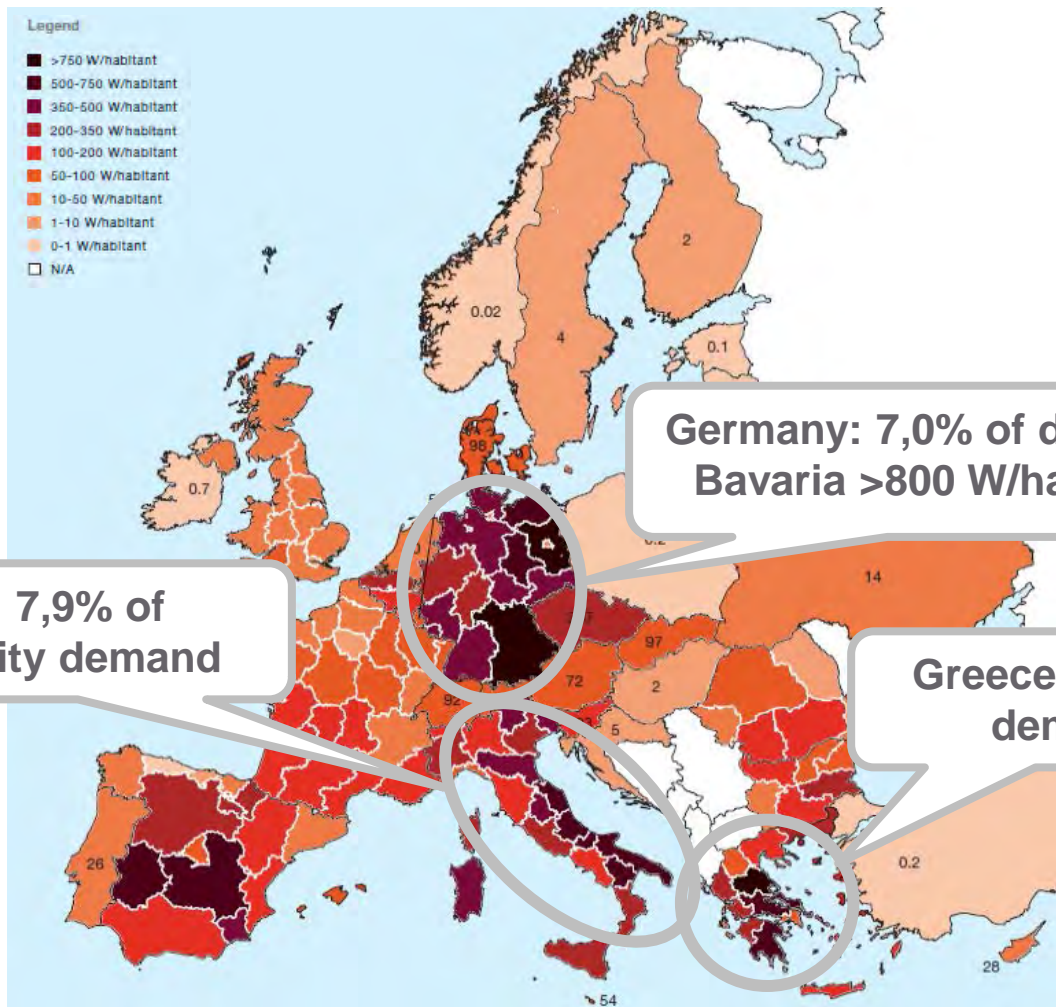 Legend
>750 W/habitant
500-750 W/habitant
350-500 W/habitant
200-350 W/habitant
100-200 W/habitant
50-100 W/habitant
10-50 W/habitant
1-10 W/habitant
0-1 W/habitant
N/A
2
0.02
4
0.1
98
0.7
Germany: 7,0% of d
Bavaria >800 W/ha
14
7,9% of
ity demand
97
72
92
2
5
Greece
der
26
0.2
28
54